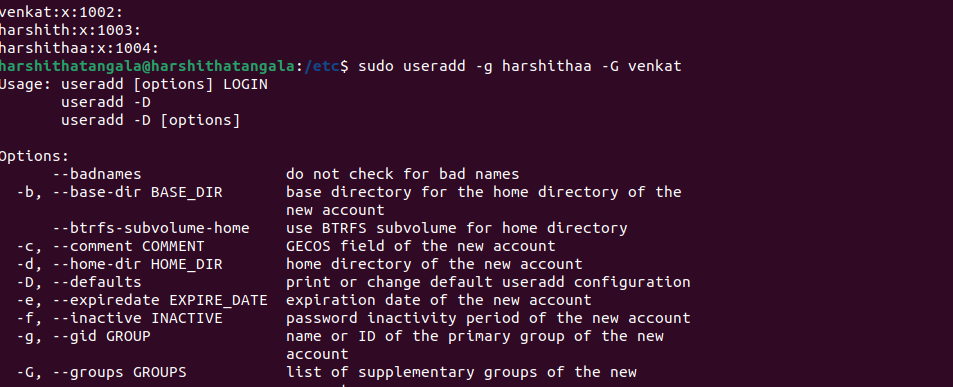 venkat:x:1002:
harshith:x:1003:
harshithaa:x:1004:
harshithatangala@harshithatangala:/etc$ sudo useradd -g harshithaa -G venkat
Usage: useradd [options] LOGIN
       useradd -D
       useradd -D [options]

Options:
      --badnames                do not check for bad names
  -b, --base-dir BASE_DIR       base directory for the home directory of the
                                new account
      --btrfs-subvolume-home    use BTRFS subvolume for home directory
  -c, --comment COMMENT         GECOS field of the new account
  -d, --home-dir HOME_DIR       home directory of the new account
  -D, --defaults                print or change default useradd configuration
  -e, --expiredate EXPIRE_DATE  expiration date of the new account
  -f, --inactive INACTIVE       password inactivity period of the new account
  -g, --gid GROUP               name or ID of the primary group of the new
                                account
  -G, --groups GROUPS           list of supplementary groups of the new